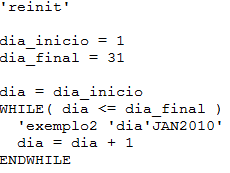 'reinit'
dia_inicio = 1
dia_final = 31
dia = dia_inicio
WHILE( dia <= dia_final )
'exemplo2 'dia'JAN2010'
dia = dia + 1
ENDWHILE